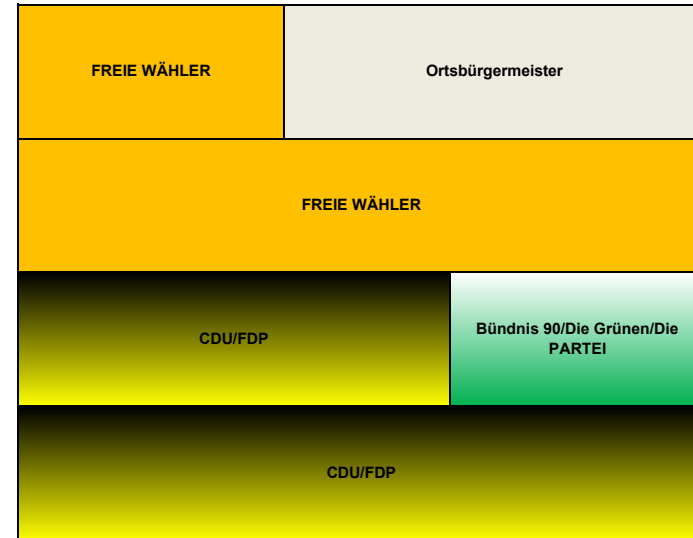 FREIE WÄHLER
Ortsbürgermeister
FREIE WÄHLER
CDU/FDP
Bündnis 90/Die Grünen/Die
PARTEI
CDU/FDP